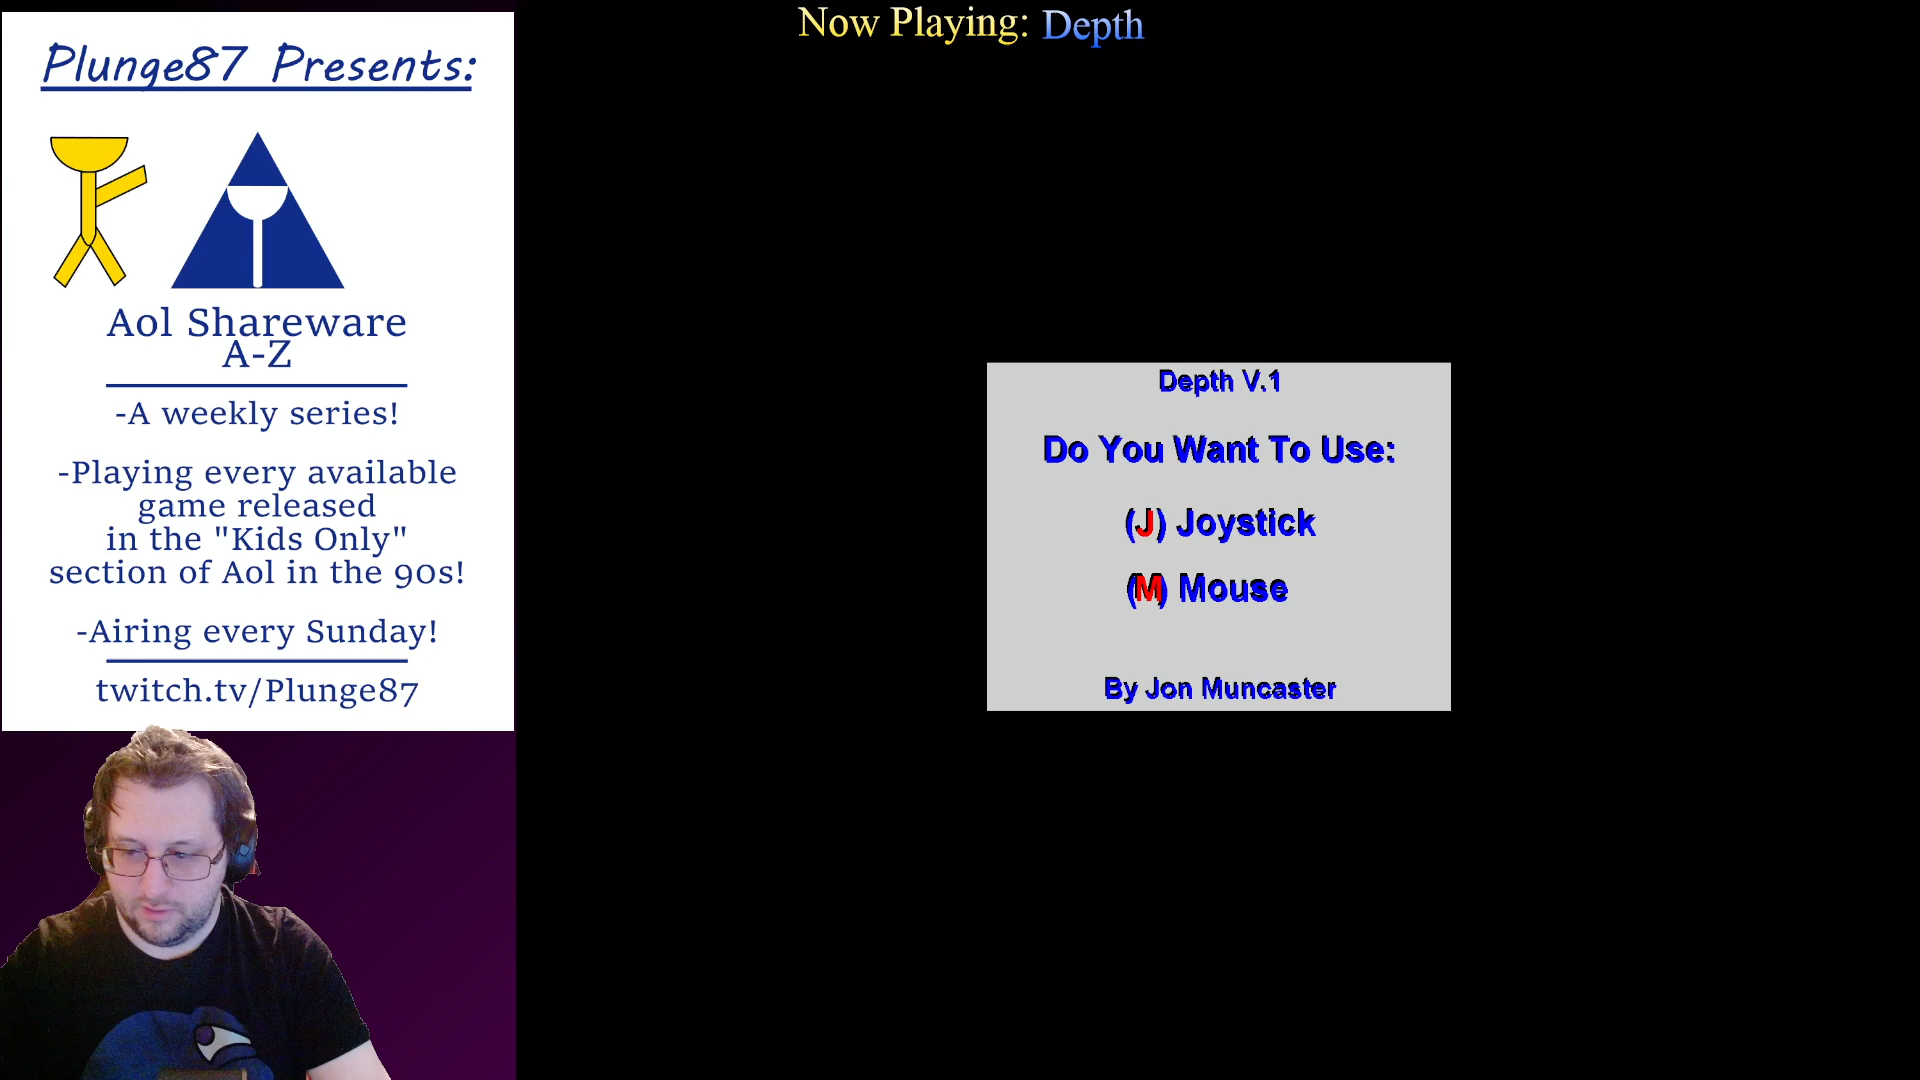 Plunge87 Presents:
Aol Shareware
A-Z
-A weekly series!
-Playing every available
game released
in the "Kids Only"
section of Aol in the 90s!
-Airing every Sunday!
twitch.tv/Plunge87
Now Playing: Depth
Depth V.1
Do You Want To Use:
(J) Joystick
(M) Mouse
By Jon Muncaster